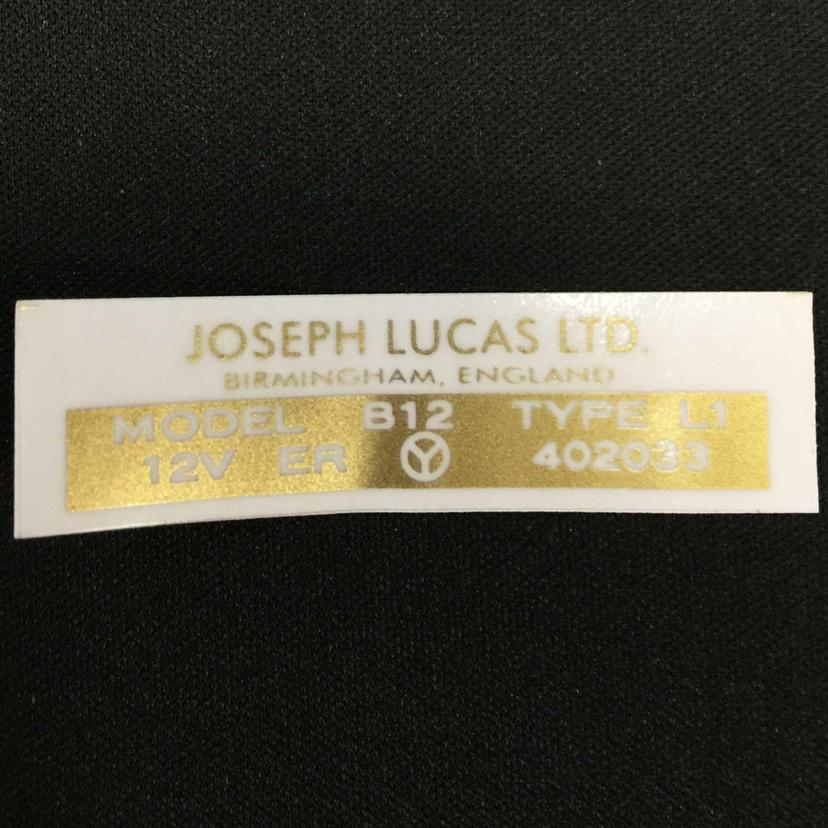 JOSEPH LUCAS LTD.
BIRMINGHAM, ENGLAND
MODEL B12 TYPE L1
12V ER Y 402033